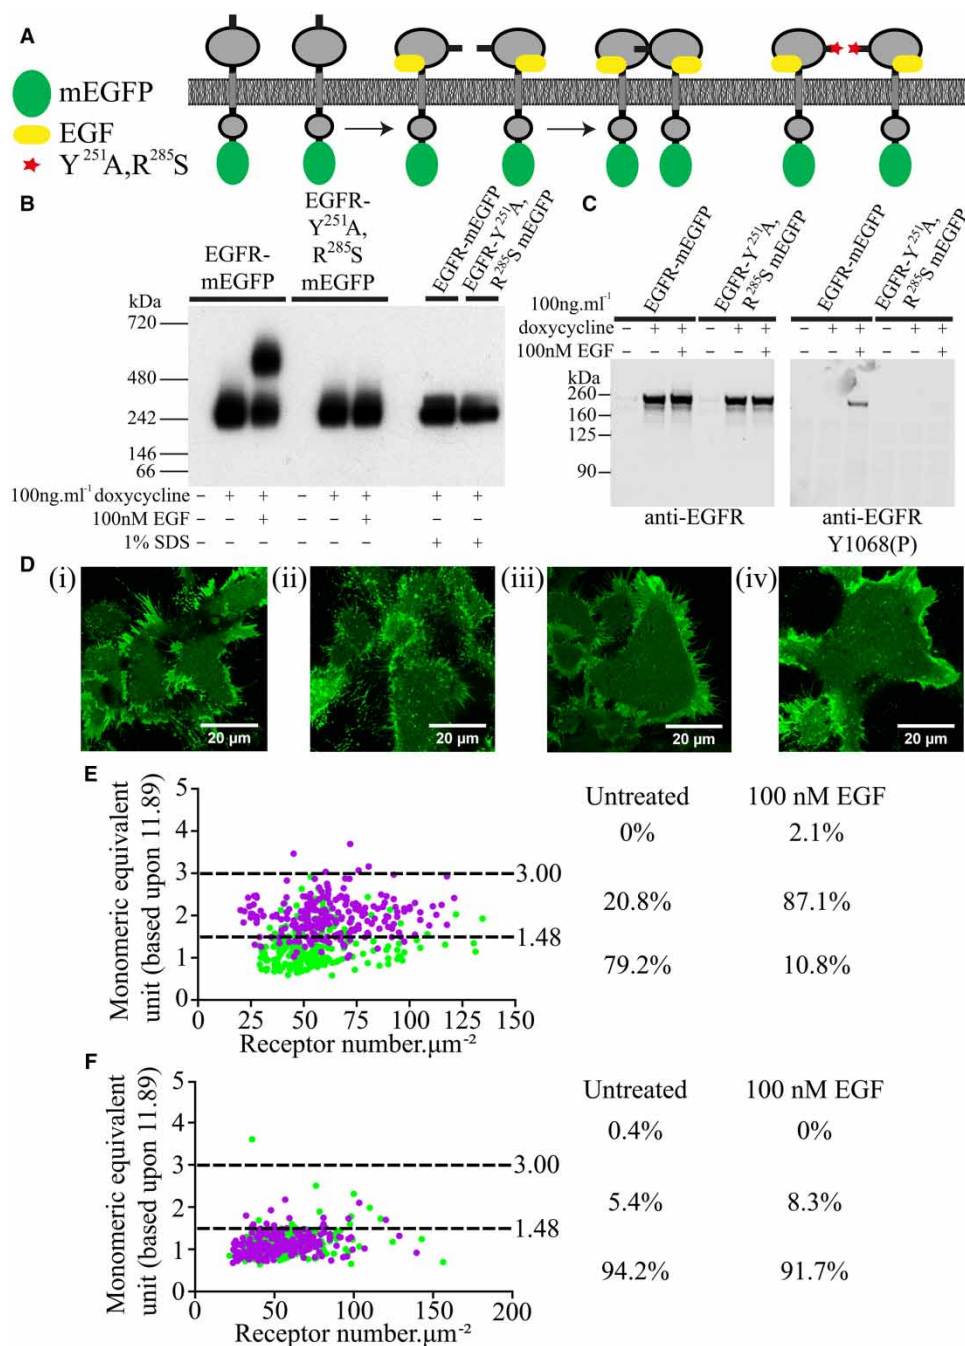 A
mEGFP
EGF
Y²⁵¹A,R²⁸⁵S
B
EGFR-
mEGFP
EGFR-
Y²⁵¹A,
R²⁸⁵S
mEGFP
EGFR-mEGFP
EGFR-Y²⁵¹A,
R²⁸⁵S mEGFP
kDa
720
480
242
146
66
100ng.ml⁻¹ doxycycline − + + − + + + +
100nM EGF − − + − − + − −
1% SDS − − − − − − + +
C
EGFR-mEGFP
EGFR-Y²⁵¹A,
R²⁸⁵S mEGFP
EGFR-mEGFP
EGFR-Y²⁵¹A,
R²⁸⁵S mEGFP
100ng.ml⁻¹
doxycycline − + + − + + − + + − + +
100nM EGF − − + − − + − − + − − +
kDa
260
160
125
90
anti-EGFR
anti-EGFR
Y1068(P)
D
(i)
20 µm
(ii)
20 µm
(iii)
20 µm
(iv)
20 µm
E
Monomeric equivalent
unit (based upon 11.89)
5
4
3
2
1
0
0 25 50 75 100 125 150
Receptor number.µm⁻²
3.00
1.48
Untreated 100 nM EGF
0% 2.1%
20.8% 87.1%
79.2% 10.8%
F
Monomeric equivalent
unit (based upon 11.89)
5
4
3
2
1
0
0 50 100 150 200
Receptor number.µm⁻²
3.00
1.48
Untreated 100 nM EGF
0.4% 0%
5.4% 8.3%
94.2% 91.7%